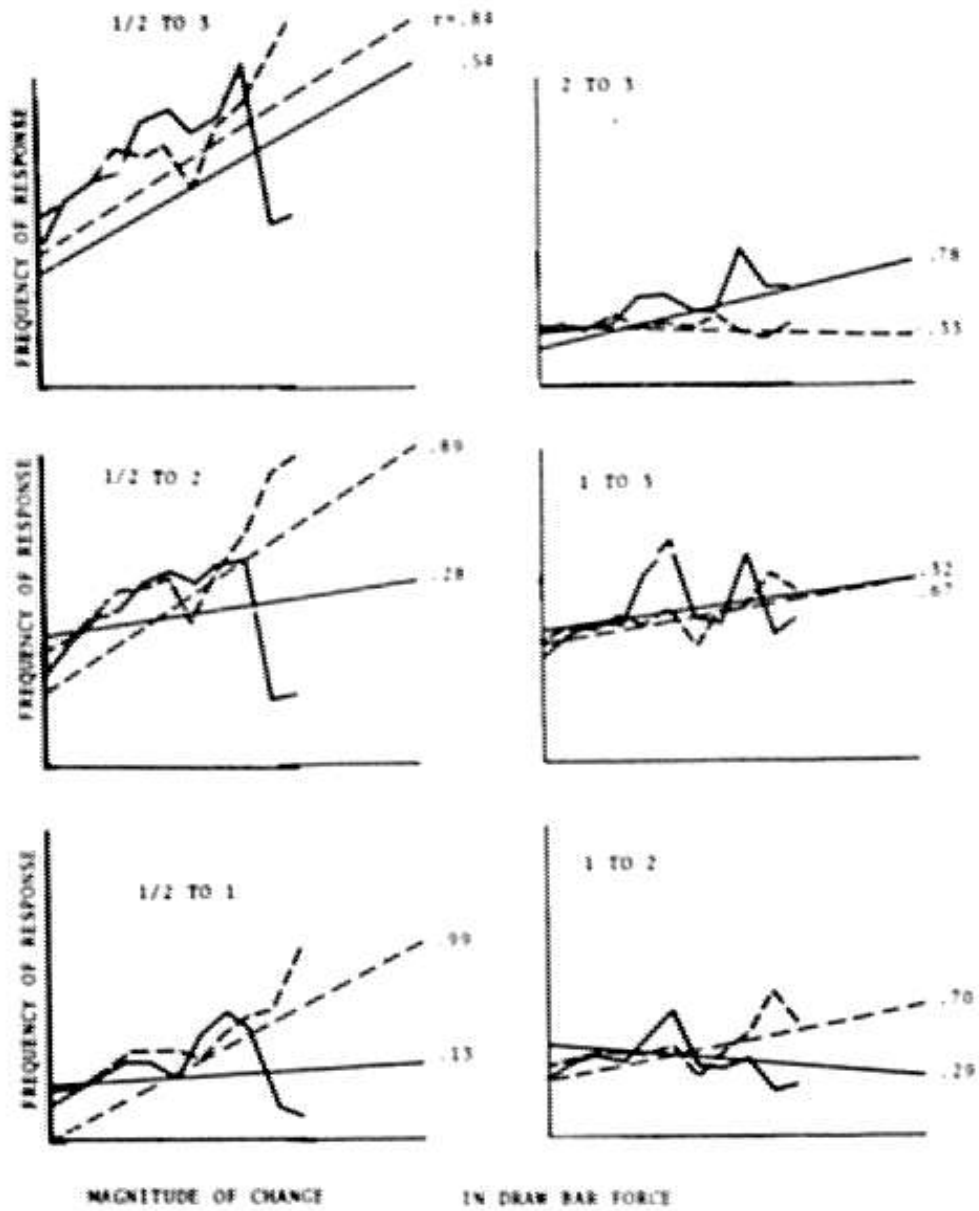 1/2 TO 3
r=.84
.54
FREQUENCY OF RESPONSE
2 TO 3
.78
-.33
1/2 TO 2
.89
.28
FREQUENCY OF RESPONSE
1 TO 3
.32
.67
1/2 TO 1
.99
.13
FREQUENCY OF RESPONSE
1 TO 2
.70
.29
MAGNITUDE OF CHANGE IN DRAW BAR FORCE